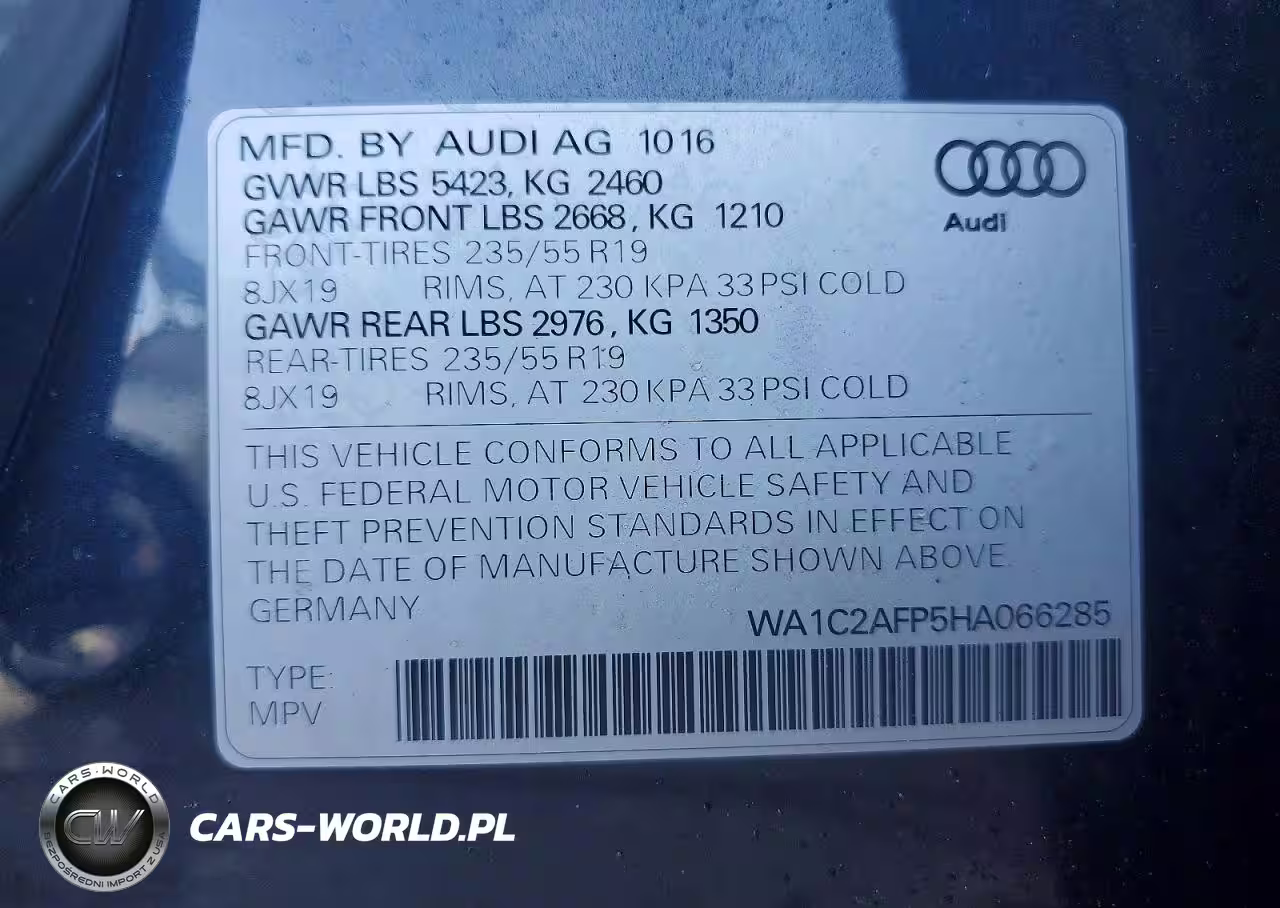 MFD. BY AUDI AG 1016
GVWR LBS 5423, KG 2460
GAWR FRONT LBS 2668, KG 1210
FRONT-TIRES 235/55 R19
8JX19 RIMS, AT 230 KPA 33 PSI COLD
GAWR REAR LBS 2976, KG 1350
REAR-TIRES 235/55 R19
8JX19 RIMS, AT 230 KPA 33 PSI COLD
Audi
THIS VEHICLE CONFORMS TO ALL APPLICABLE
U.S. FEDERAL MOTOR VEHICLE SAFETY AND
THEFT PREVENTION STANDARDS IN EFFECT ON
THE DATE OF MANUFACTURE SHOWN ABOVE.
GERMANY
WA1C2AFP5HA066285
TYPE:
MPV
CARS-WORLD
CW
BEZPOŚREDNI IMPORT Z USA
CARS-WORLD.PL